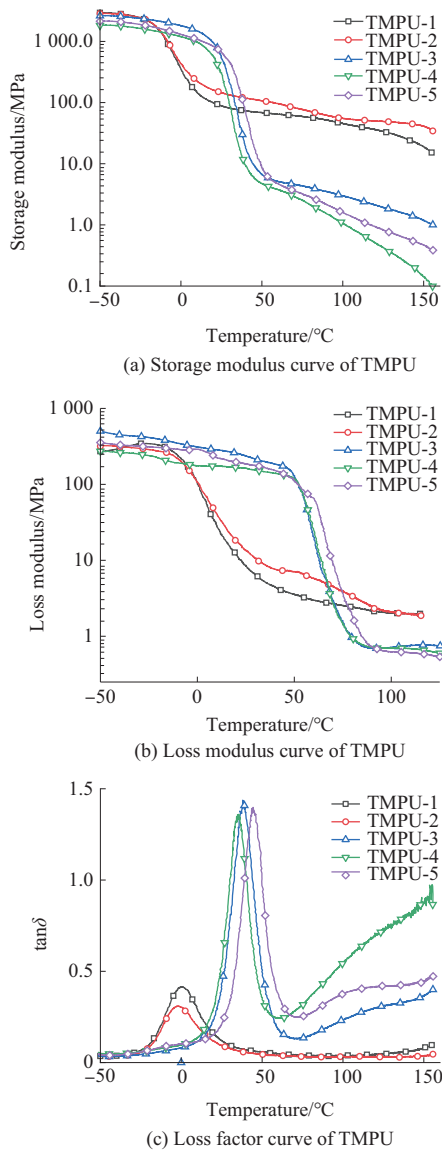 1 000.0
100.0
10.0
1.0
0.1
Storage modulus/MPa
TMPU-1
TMPU-2
TMPU-3
TMPU-4
TMPU-5
−50 0 50 100 150
Temperature/°C
(a) Storage modulus curve of TMPU
1 000
100
10
1
Loss modulus/MPa
TMPU-1
TMPU-2
TMPU-3
TMPU-4
TMPU-5
−50 0 50 100
Temperature/°C
(b) Loss modulus curve of TMPU
1.5
1.0
0.5
0
tanδ
TMPU-1
TMPU-2
TMPU-3
TMPU-4
TMPU-5
−50 0 50 100 150
Temperature/°C
(c) Loss factor curve of TMPU